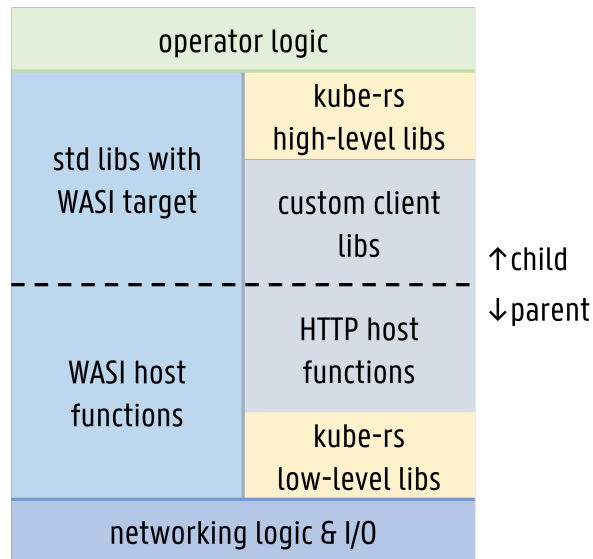 operator logic
std libs with
WASI target
kube-rs
high-level libs
custom client
libs
↑child
↓parent
WASI host
functions
HTTP host
functions
kube-rs
low-level libs
networking logic & I/O